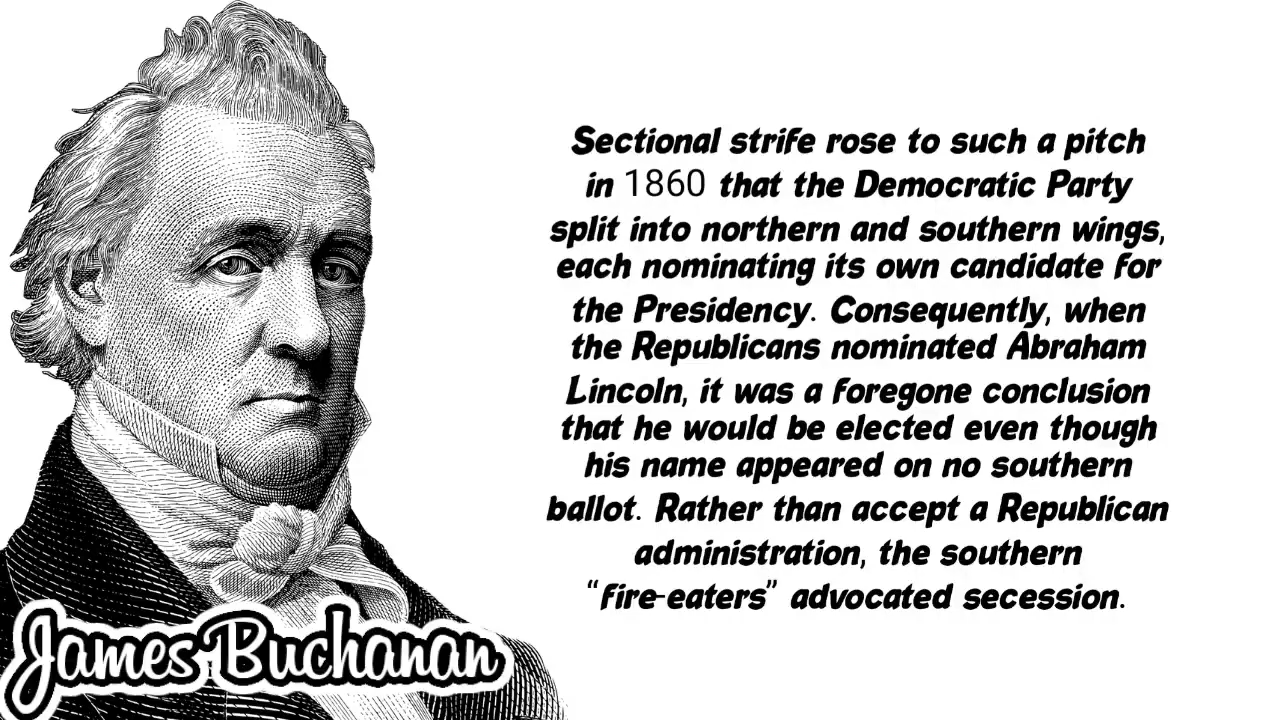 Sectional strife rose to such a pitch
in 1860 that the Democratic Party
split into northern and southern wings,
each nominating its own candidate for
the Presidency. Consequently, when
the Republicans nominated Abraham
Lincoln, it was a foregone conclusion
that he would be elected even though
his name appeared on no southern
ballot. Rather than accept a Republican
administration, the southern
“fire-eaters” advocated secession.
James Buchanan